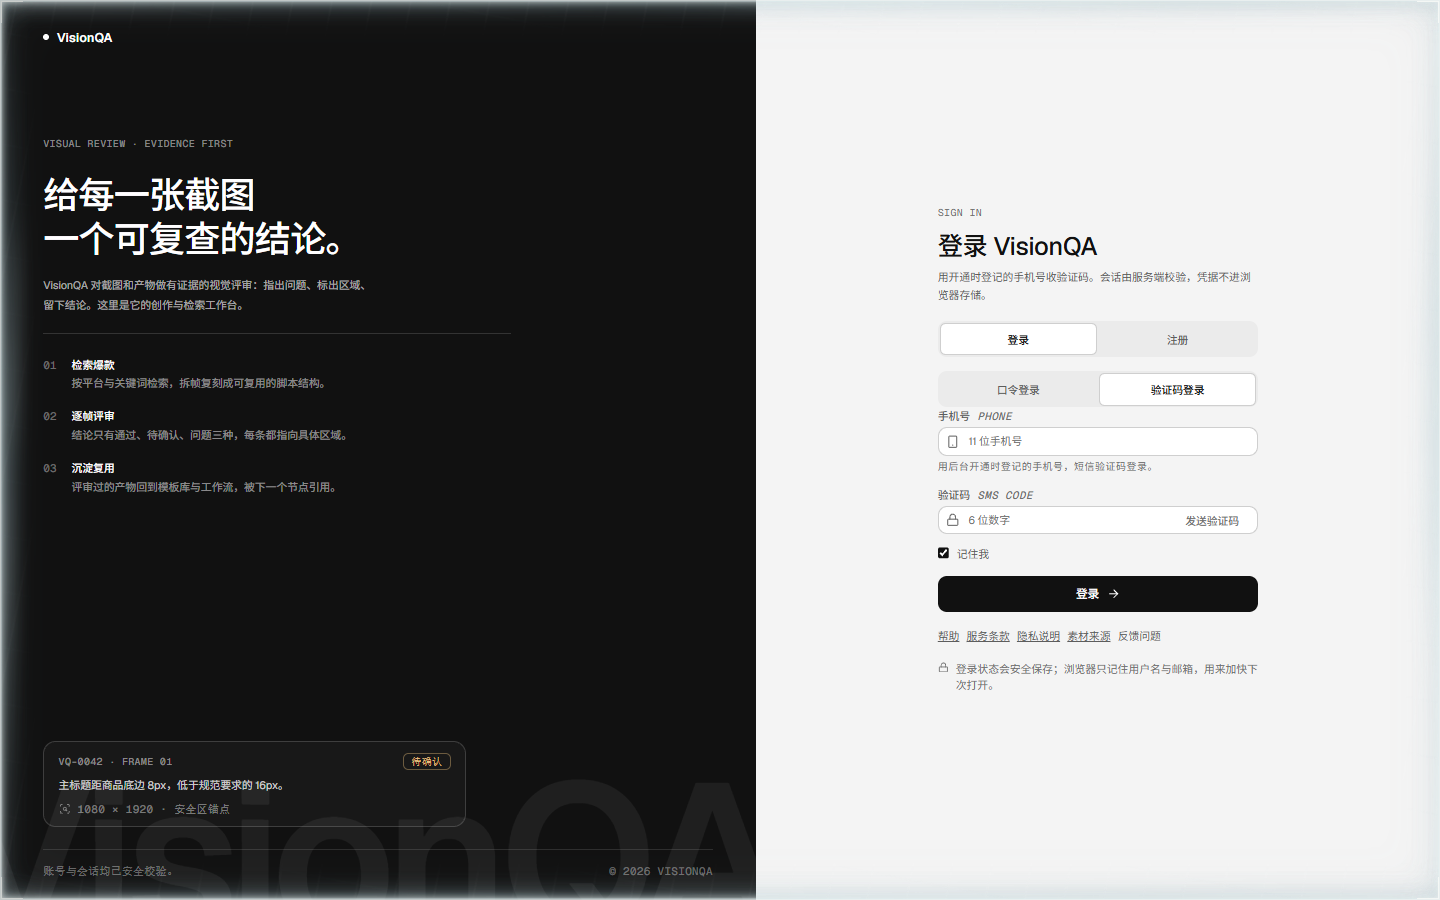 VisionQA
VISUAL REVIEW · EVIDENCE FIRST
给每一张截图
一个可复查的结论。
VisionQA 对截图和产物做有证据的视觉评审：指出问题、标出区域、
留下结论。这里是它的创作与检索工作台。
01 检索爆款
按平台与关键词检索，拆帧复刻成可复用的脚本结构。
02 逐帧评审
结论只有通过、待确认、问题三种，每条都指向具体区域。
03 沉淀复用
评审过的产物回到模板库与工作流，被下一个节点引用。
VQ-0042 · FRAME 01 待确认
主标题距商品底边 8px，低于规范要求的 16px。
1080 × 1920 · 安全区锚点
VisionQA
账号与会话均已安全校验。 © 2026 VISIONQA
SIGN IN
登录 VisionQA
用开通时登记的手机号收验证码。会话由服务端校验，凭据不进浏
览器存储。
登录 注册
口令登录 验证码登录
手机号 PHONE
11 位手机号
用后台开通时登记的手机号，短信验证码登录。
验证码 SMS CODE
6 位数字 发送验证码
记住我
登录 →
帮助 服务条款 隐私说明 素材来源 反馈问题
登录状态会安全保存；浏览器只记住用户名与邮箱，用来加快下
次打开。